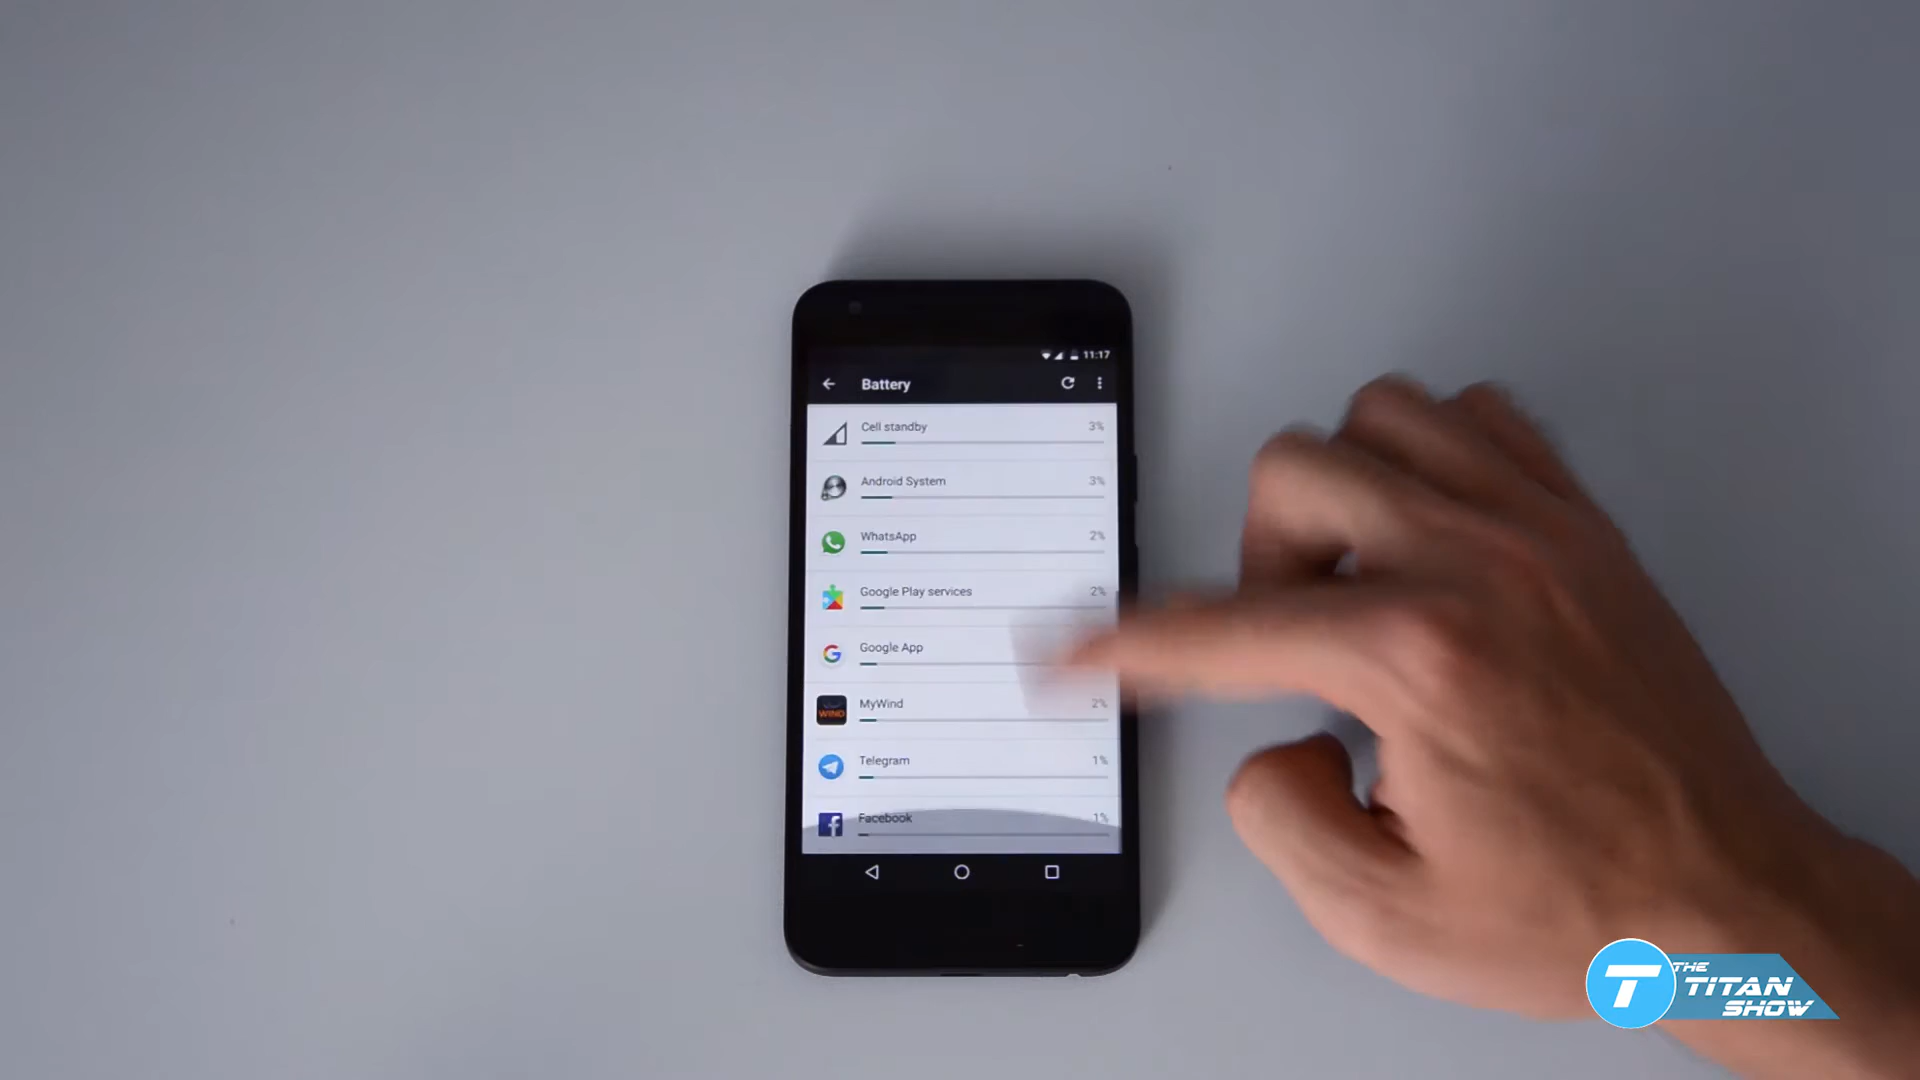 11:17
Battery
Cell standby 3%
Android System 3%
WhatsApp 2%
Google Play services 2%
Google App
MyWind 2%
WIND
Telegram 1%
Facebook 1%
T THE
TITAN
SHOW